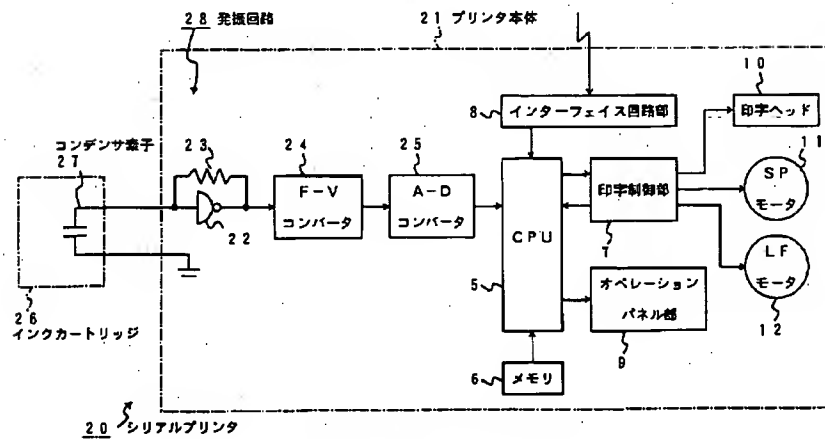 28 発振回路
21 プリンタ本体
10
印字ヘッド
8 インターフェイス回路部
コンデンサ素子
27
23
24
25
11
F-V
コンバータ
A-D
コンバータ
CPU
印字制御部
SP
モータ
22
7
LF
モータ
5
オペレーション
パネル部
12
26
インクカートリッジ
6 メモリ
9
20 シリアルプリンタ